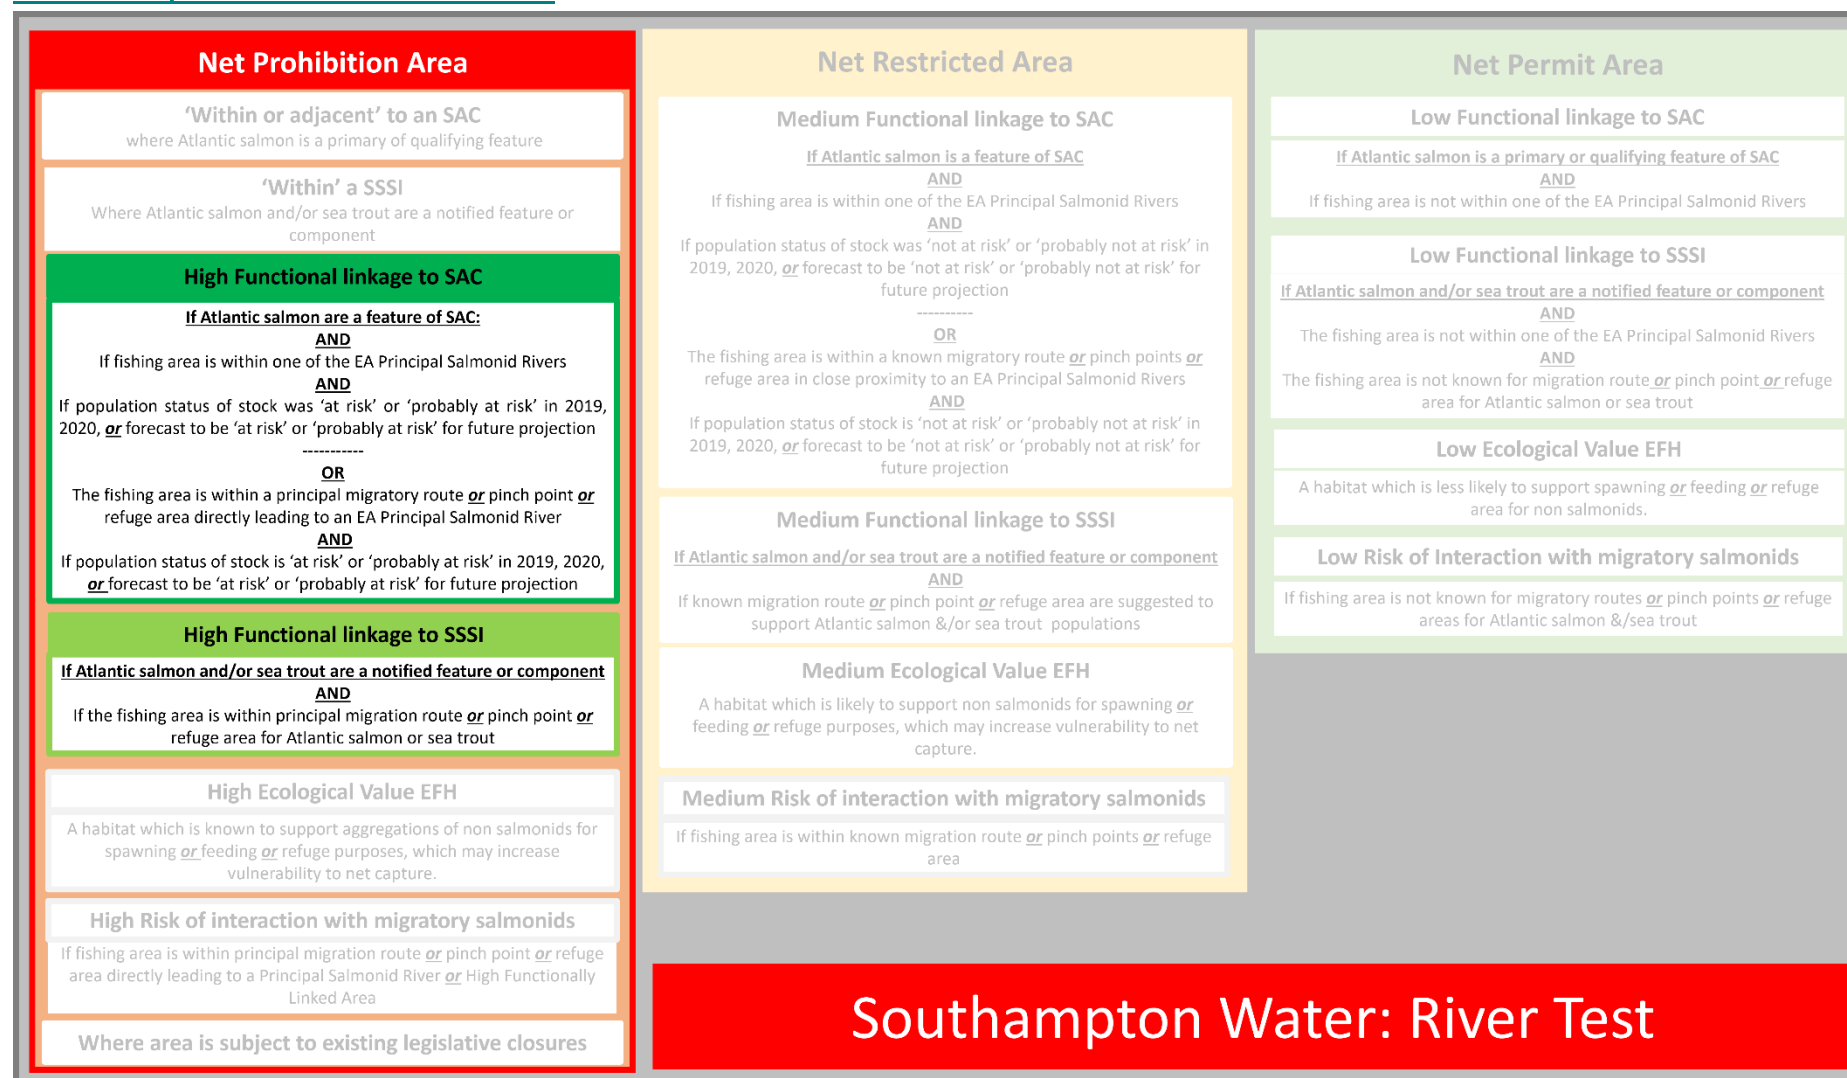 Net Prohibition Area
'Within or adjacent' to an SAC
where Atlantic salmon is a primary of qualifying feature
'Within' a SSSI
Where Atlantic salmon and/or sea trout are a notified feature or
component
High Functional linkage to SAC
If Atlantic salmon are a feature of SAC:
AND
If fishing area is within one of the EA Principal Salmonid Rivers
AND
If population status of stock was 'at risk' or 'probably at risk' in 2019,
2020, or forecast to be 'at risk' or 'probably at risk' for future projection
-----------
OR
The fishing area is within a principal migratory route or pinch point or
refuge area directly leading to an EA Principal Salmonid River
AND
If population status of stock is 'at risk' or 'probably at risk' in 2019, 2020,
or forecast to be 'at risk' or 'probably at risk' for future projection
High Functional linkage to SSSI
If Atlantic salmon and/or sea trout are a notified feature or component
AND
If the fishing area is within principal migration route or pinch point or
refuge area for Atlantic salmon or sea trout
High Ecological Value EFH
A habitat which is known to support aggregations of non salmonids for
spawning or feeding or refuge purposes, which may increase
vulnerability to net capture.
High Risk of interaction with migratory salmonids
If fishing area is within principal migration route or pinch point or refuge
area directly leading to a Principal Salmonid River or High Functionally
Linked Area
Where area is subject to existing legislative closures
Net Restricted Area
Medium Functional linkage to SAC
If Atlantic salmon is a feature of SAC
AND
If fishing area is within one of the EA Principal Salmonid Rivers
AND
If population status of stock was 'not at risk' or 'probably not at risk' in
2019, 2020, or forecast to be 'not at risk' or 'probably not at risk' for
future projection
----------
OR
The fishing area is within a known migratory route or pinch points or
refuge area in close proximity to an EA Principal Salmonid Rivers
AND
If population status of stock is 'not at risk' or 'probably not at risk' in
2019, 2020, or forecast to be 'not at risk' or 'probably not at risk' for
future projection
Medium Functional linkage to SSSI
If Atlantic salmon and/or sea trout are a notified feature or component
AND
If known migration route or pinch point or refuge area are suggested to
support Atlantic salmon &/or sea trout populations
Medium Ecological Value EFH
A habitat which is likely to support non salmonids for spawning or
feeding or refuge purposes, which may increase vulnerability to net
capture.
Medium Risk of interaction with migratory salmonids
If fishing area is within known migration route or pinch points or refuge
area
Net Permit Area
Low Functional linkage to SAC
If Atlantic salmon is a primary or qualifying feature of SAC
AND
If fishing area is not within one of the EA Principal Salmonid Rivers
Low Functional linkage to SSSI
If Atlantic salmon and/or sea trout are a notified feature or component
AND
The fishing area is not within one of the EA Principal Salmonid Rivers
AND
The fishing area is not known for migration route or pinch point or refuge
area for Atlantic salmon or sea trout
Low Ecological Value EFH
A habitat which is less likely to support spawning or feeding or refuge
area for non salmonids.
Low Risk of Interaction with migratory salmonids
If fishing area is not known for migratory routes or pinch points or refuge
areas for Atlantic salmon &/sea trout
Southampton Water: River Test